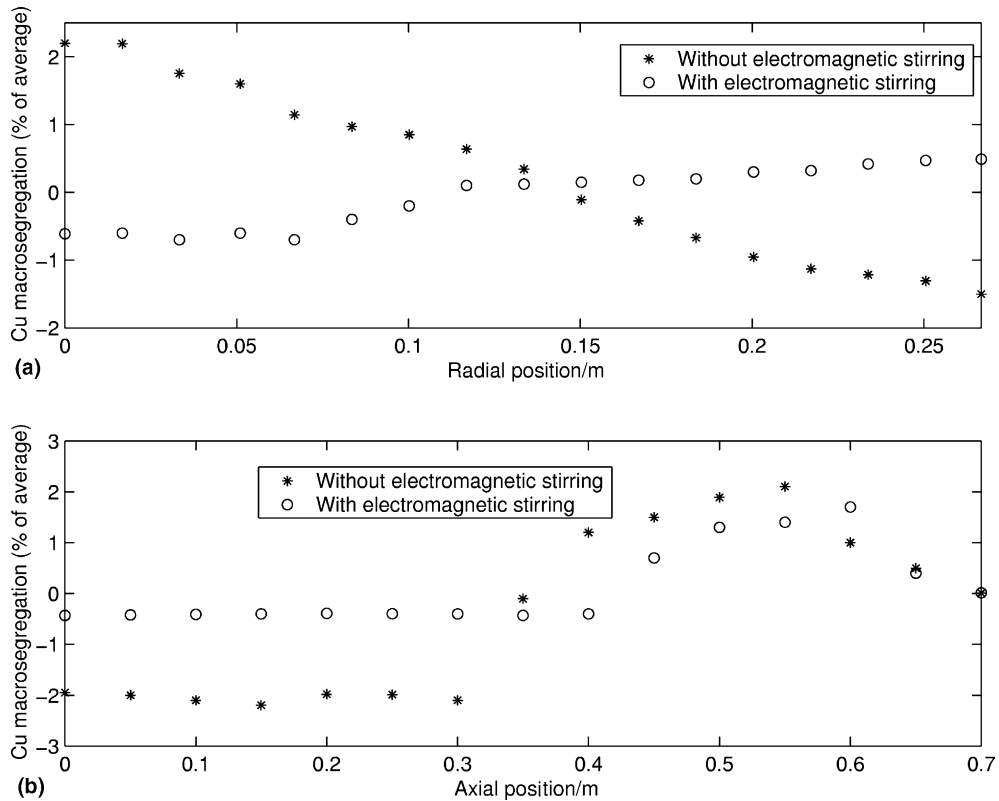 Cu macrosegregation (% of average)
2
1
0
−1
−2
Without electromagnetic stirring
With electromagnetic stirring
0 0.05 0.1 0.15 0.2 0.25
Radial position/m
(a)
Cu macrosegregation (% of average)
3
2
1
0
−1
−2
−3
Without electromagnetic stirring
With electromagnetic stirring
0 0.1 0.2 0.3 0.4 0.5 0.6 0.7
Axial position/m
(b)